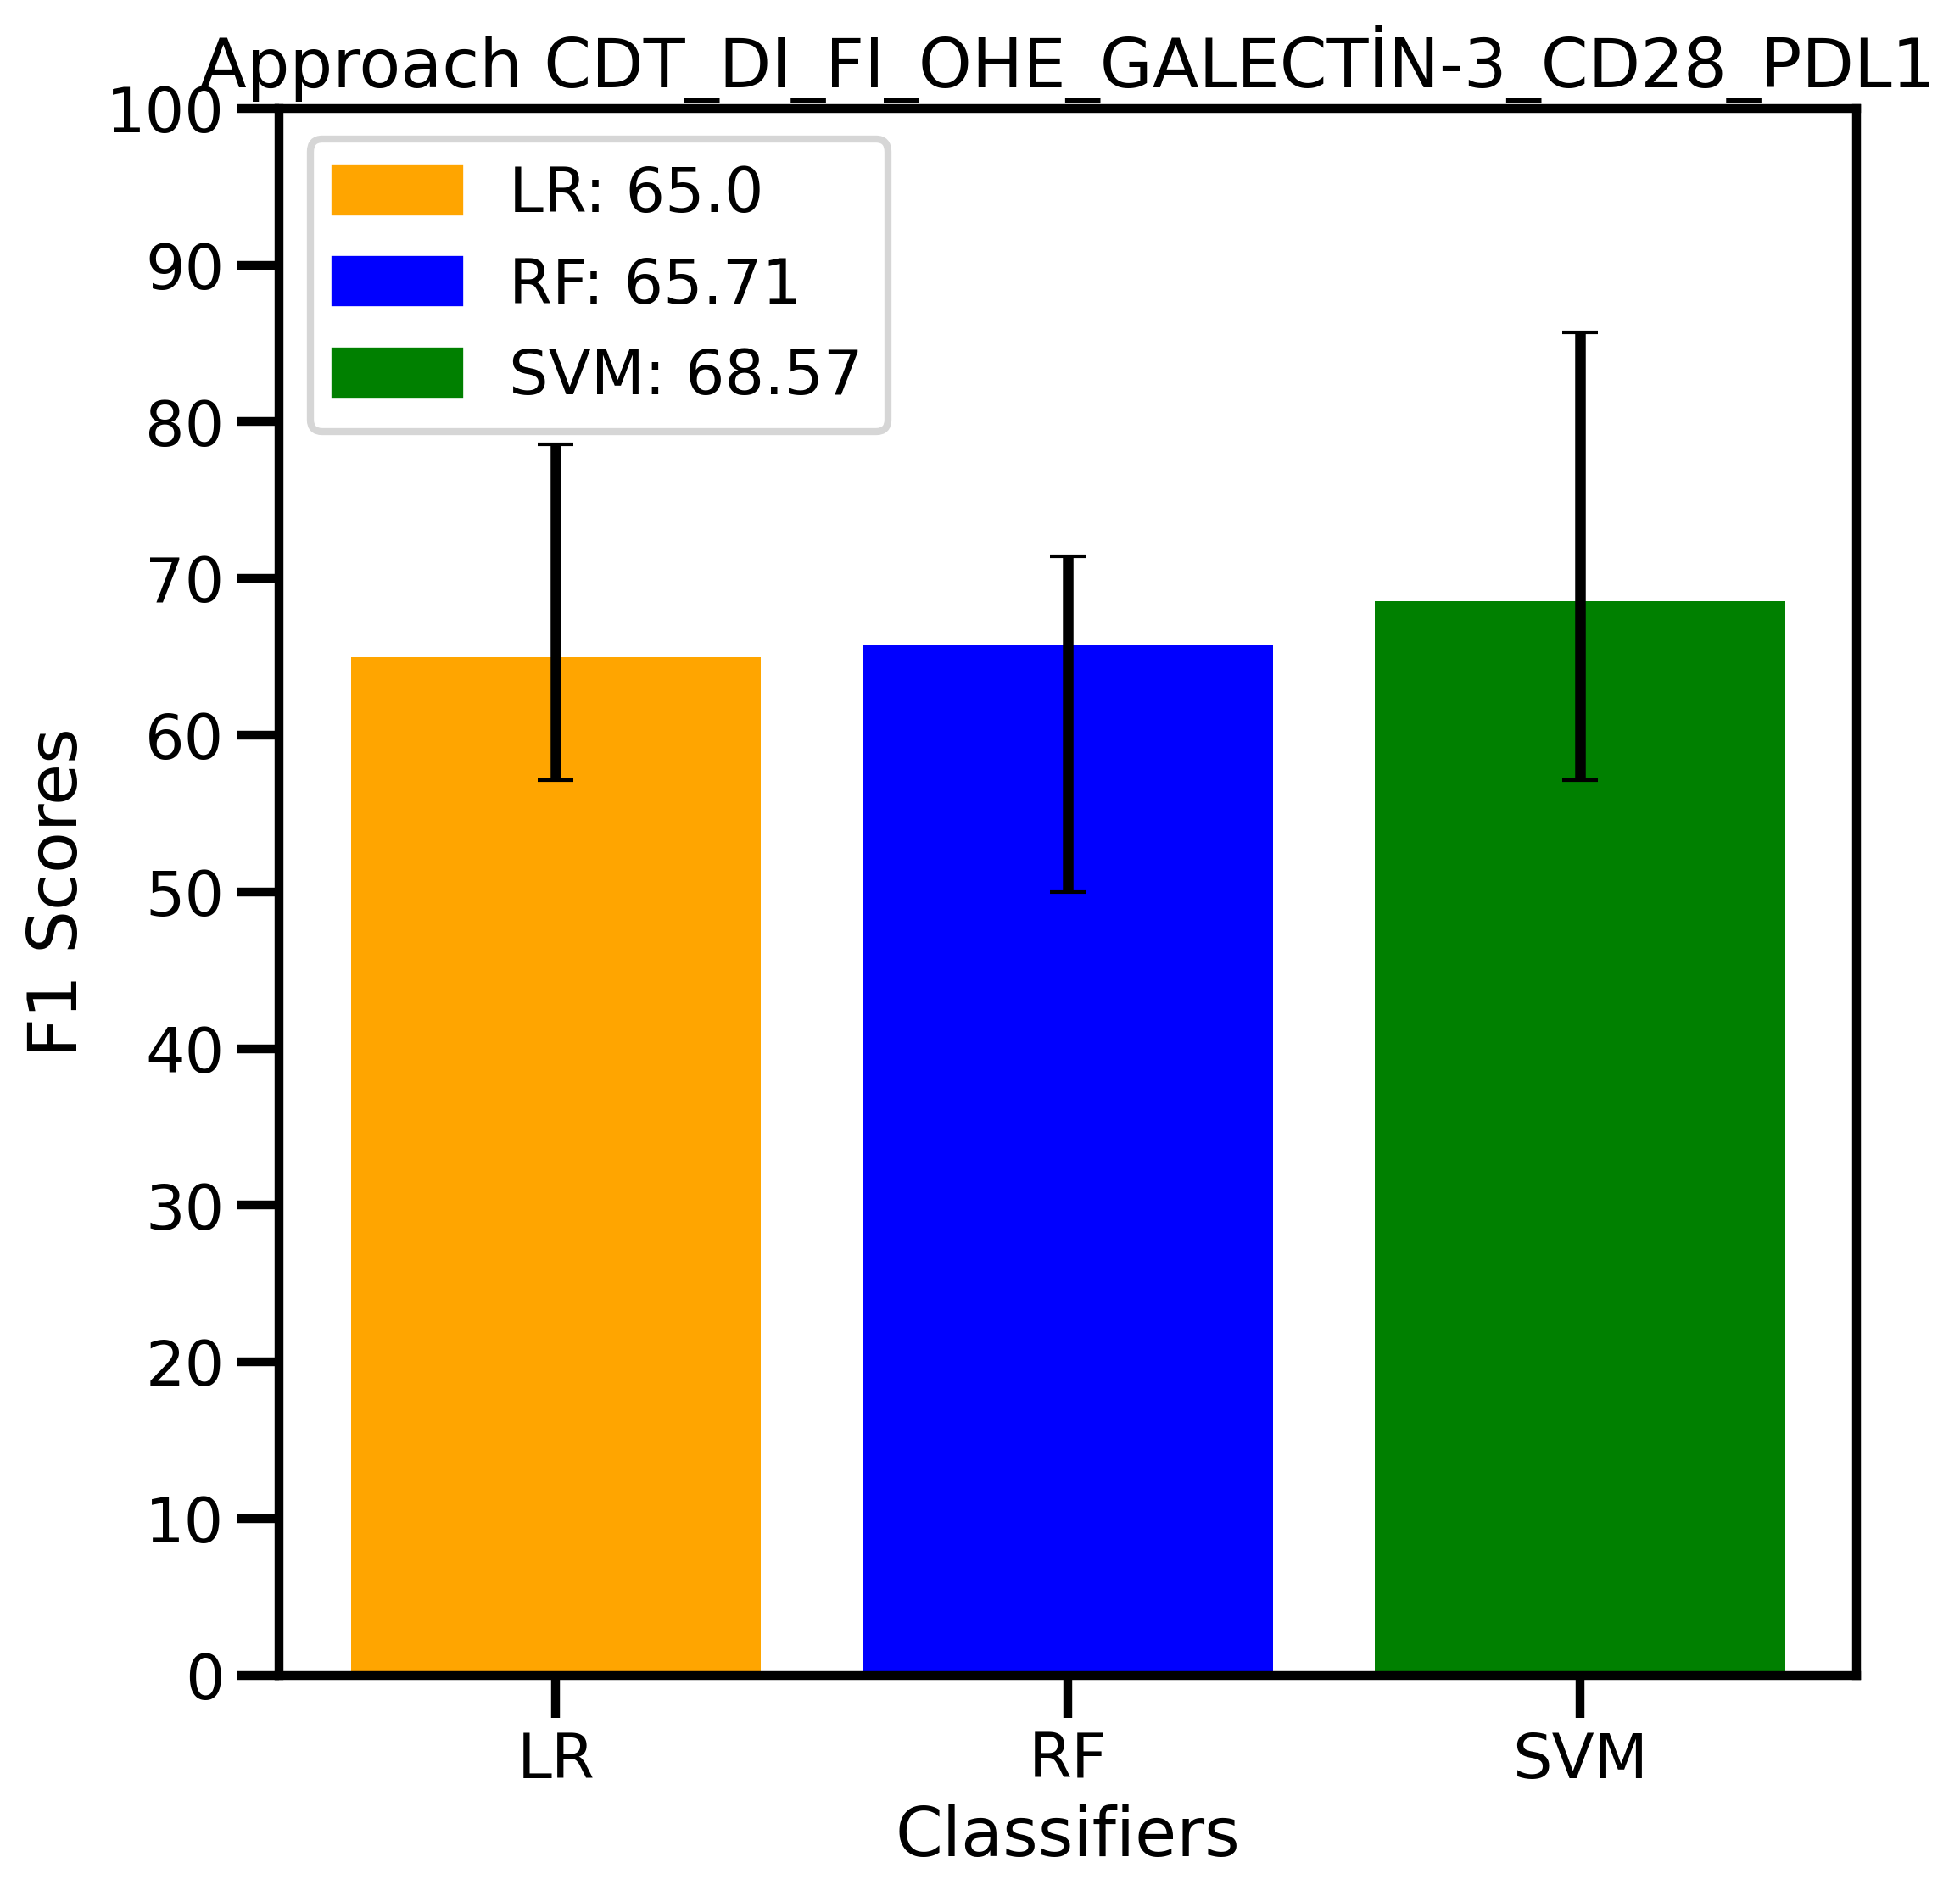 Approach CDT_DI_FI_OHE_GALECTİN-3_CD28_PDL1
100
90
80
70
60
50
40
30
20
10
0
F1 Scores
LR: 65.0
RF: 65.71
SVM: 68.57
LR
RF
SVM
Classifiers